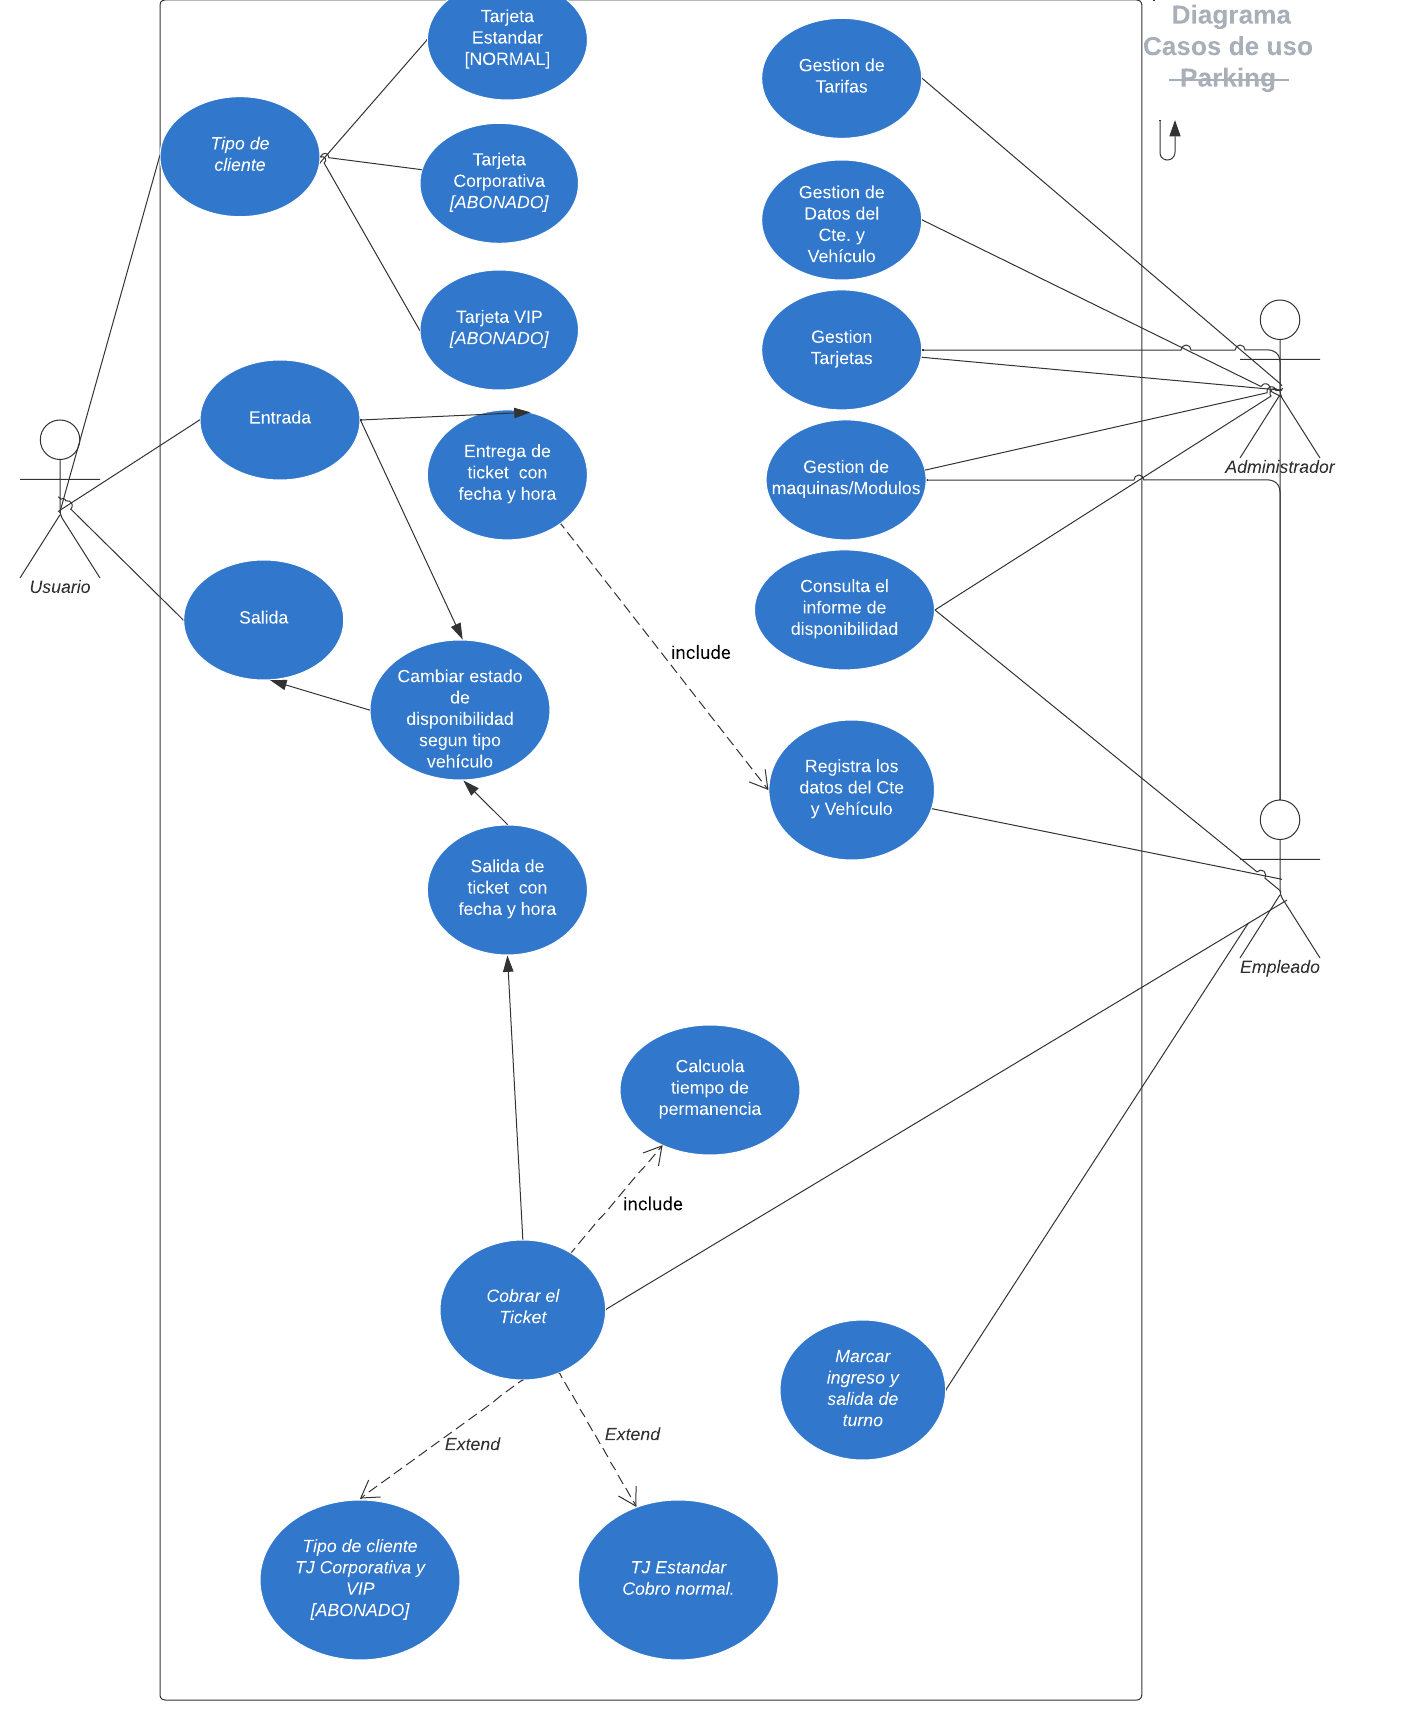 Diagrama
Casos de uso
Parking
Tarjeta
Estandar
[NORMAL]
Gestion de
Tarifas
Tipo de
cliente
Tarjeta
Corporativa
[ABONADO]
Gestion de
Datos del
Cte. y
Vehículo
Tarjeta VIP
[ABONADO]
Gestion
Tarjetas
Entrada
Entrega de
ticket  con
fecha y hora
Gestion de
maquinas/Modulos
Administrador
Usuario
Salida
Consulta el
informe de
disponibilidad
include
Cambiar estado
de
disponibilidad
segun tipo
vehículo
Registra los
datos del Cte
y Vehículo
Salida de
ticket  con
fecha y hora
Empleado
Calcuola
tiempo de
permanencia
include
Cobrar el
Ticket
Marcar
ingreso y
salida de
turno
Extend
Extend
Tipo de cliente
TJ Corporativa y
VIP
[ABONADO]
TJ Estandar
Cobro normal.